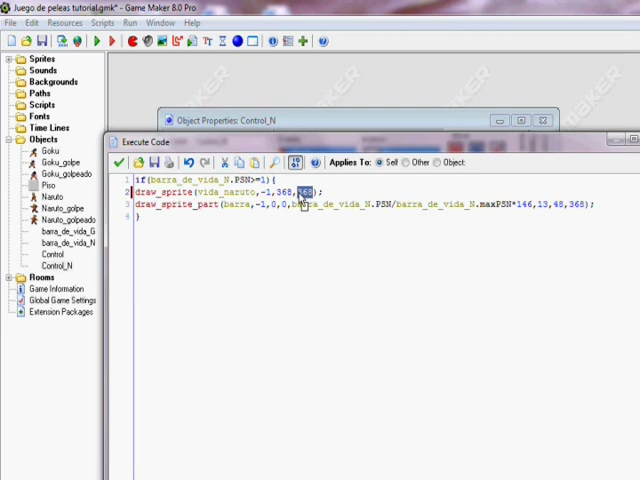 Juego de peleas tutorial.gmk* - Game Maker 8.0 Pro
File Edit Resources Scripts Run Window Help
Sprites
Sounds
Backgrounds
Paths
Scripts
Fonts
Time Lines
Objects
Goku
Goku_golpe
Goku_golpeado
Piso
Naruto
Naruto_golpe
Naruto_golpeado
barra_de_vida_G
barra_de_vida_N
Control
Control_N
Rooms
Game Information
Global Game Settings
Extension Packages
Object Properties: Control_N
Execute Code
Applies To: Self Other Object
1 if(barra_de_vida_N.PSN>=1){
2 draw_sprite(vida_naruto,-1,368,368);
3 draw_sprite_part(barra,-1,0,0,barra_de_vida_N.PSN/barra_de_vida_N.maxPSN*146,13,48,368);
4 }